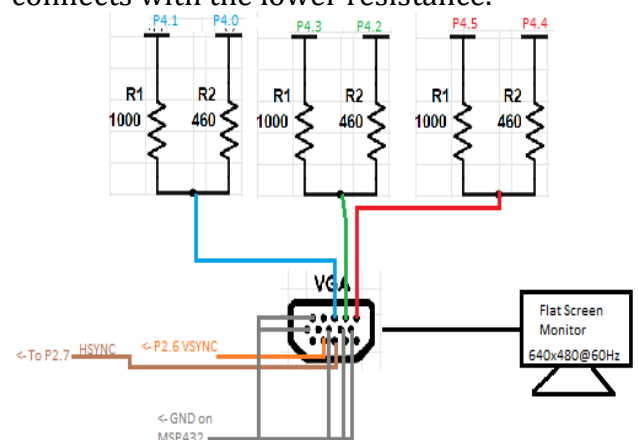 connects with the lower resistance.
P4.1 P4.0 P4.3 P4.2 P4.5 P4.4
R1 R2 R1 R2 R1 R2
1000 460 1000 460 1000 460
VGA
Flat Screen
Monitor
640x480@60Hz
<-To P2.7 HSYNC <-P2.6 VSYNC
<-GND on
MSP432